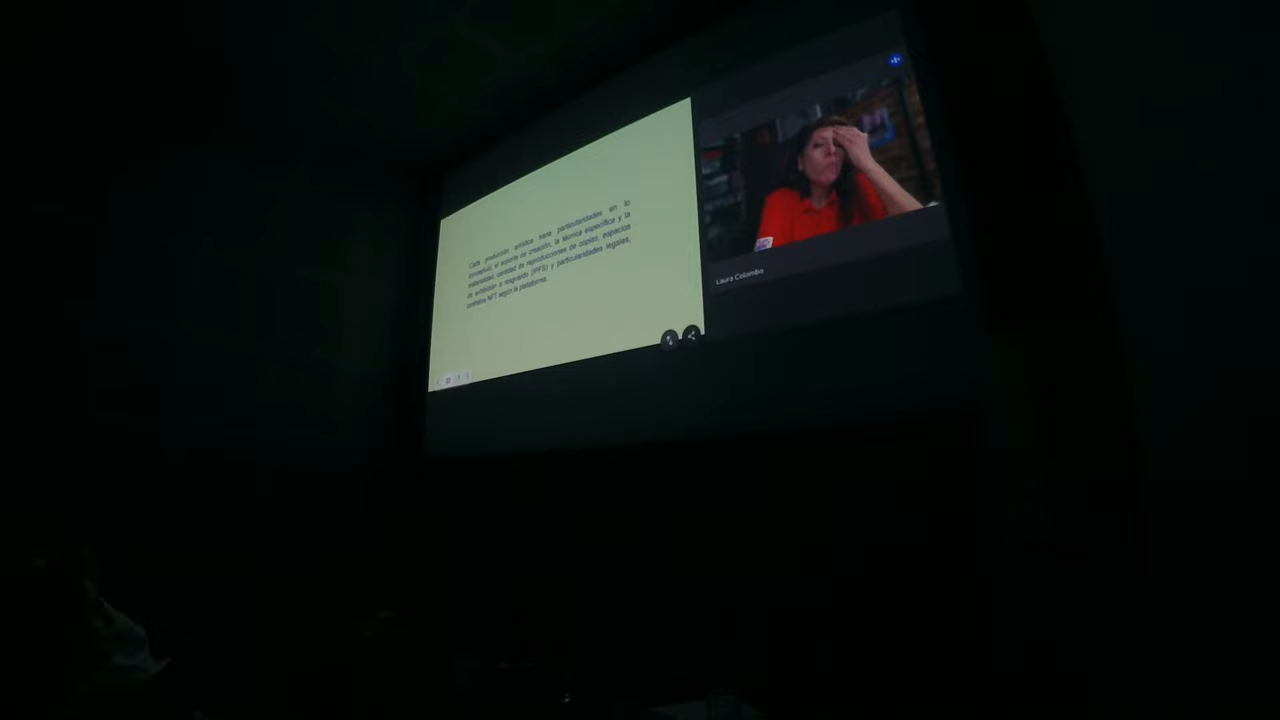 Cada producción artística tiene particularidades en lo
conceptual, el soporte de creación, la técnica específica y la
materialidad, cantidad de reproducciones de copias, espacios
de exhibición o resguardo (IPFS) y particularidades legales,
contratos NFT según la plataforma.
Laura Colombo